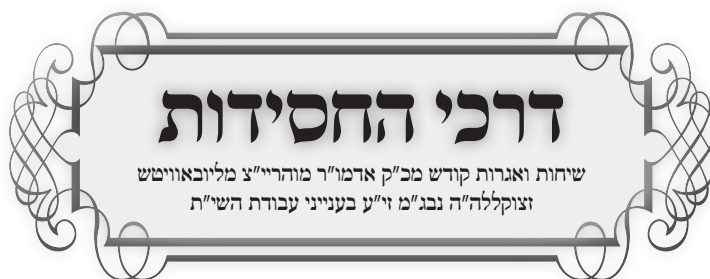 דרכי החסידות
שיחות ואגרות קודש מכ"ק אדמו"ר מוהריי"צ מליובאוויטש
זצוקללה"ה נבג"מ זי"ע בענייני עבודת השי"ת